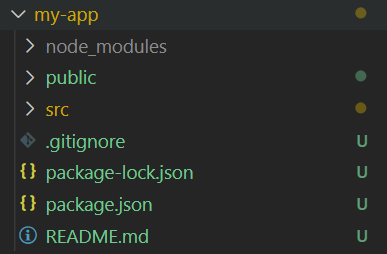 my-app
node_modules
public
src
.gitignore U
package-lock.json U
package.json U
README.md U